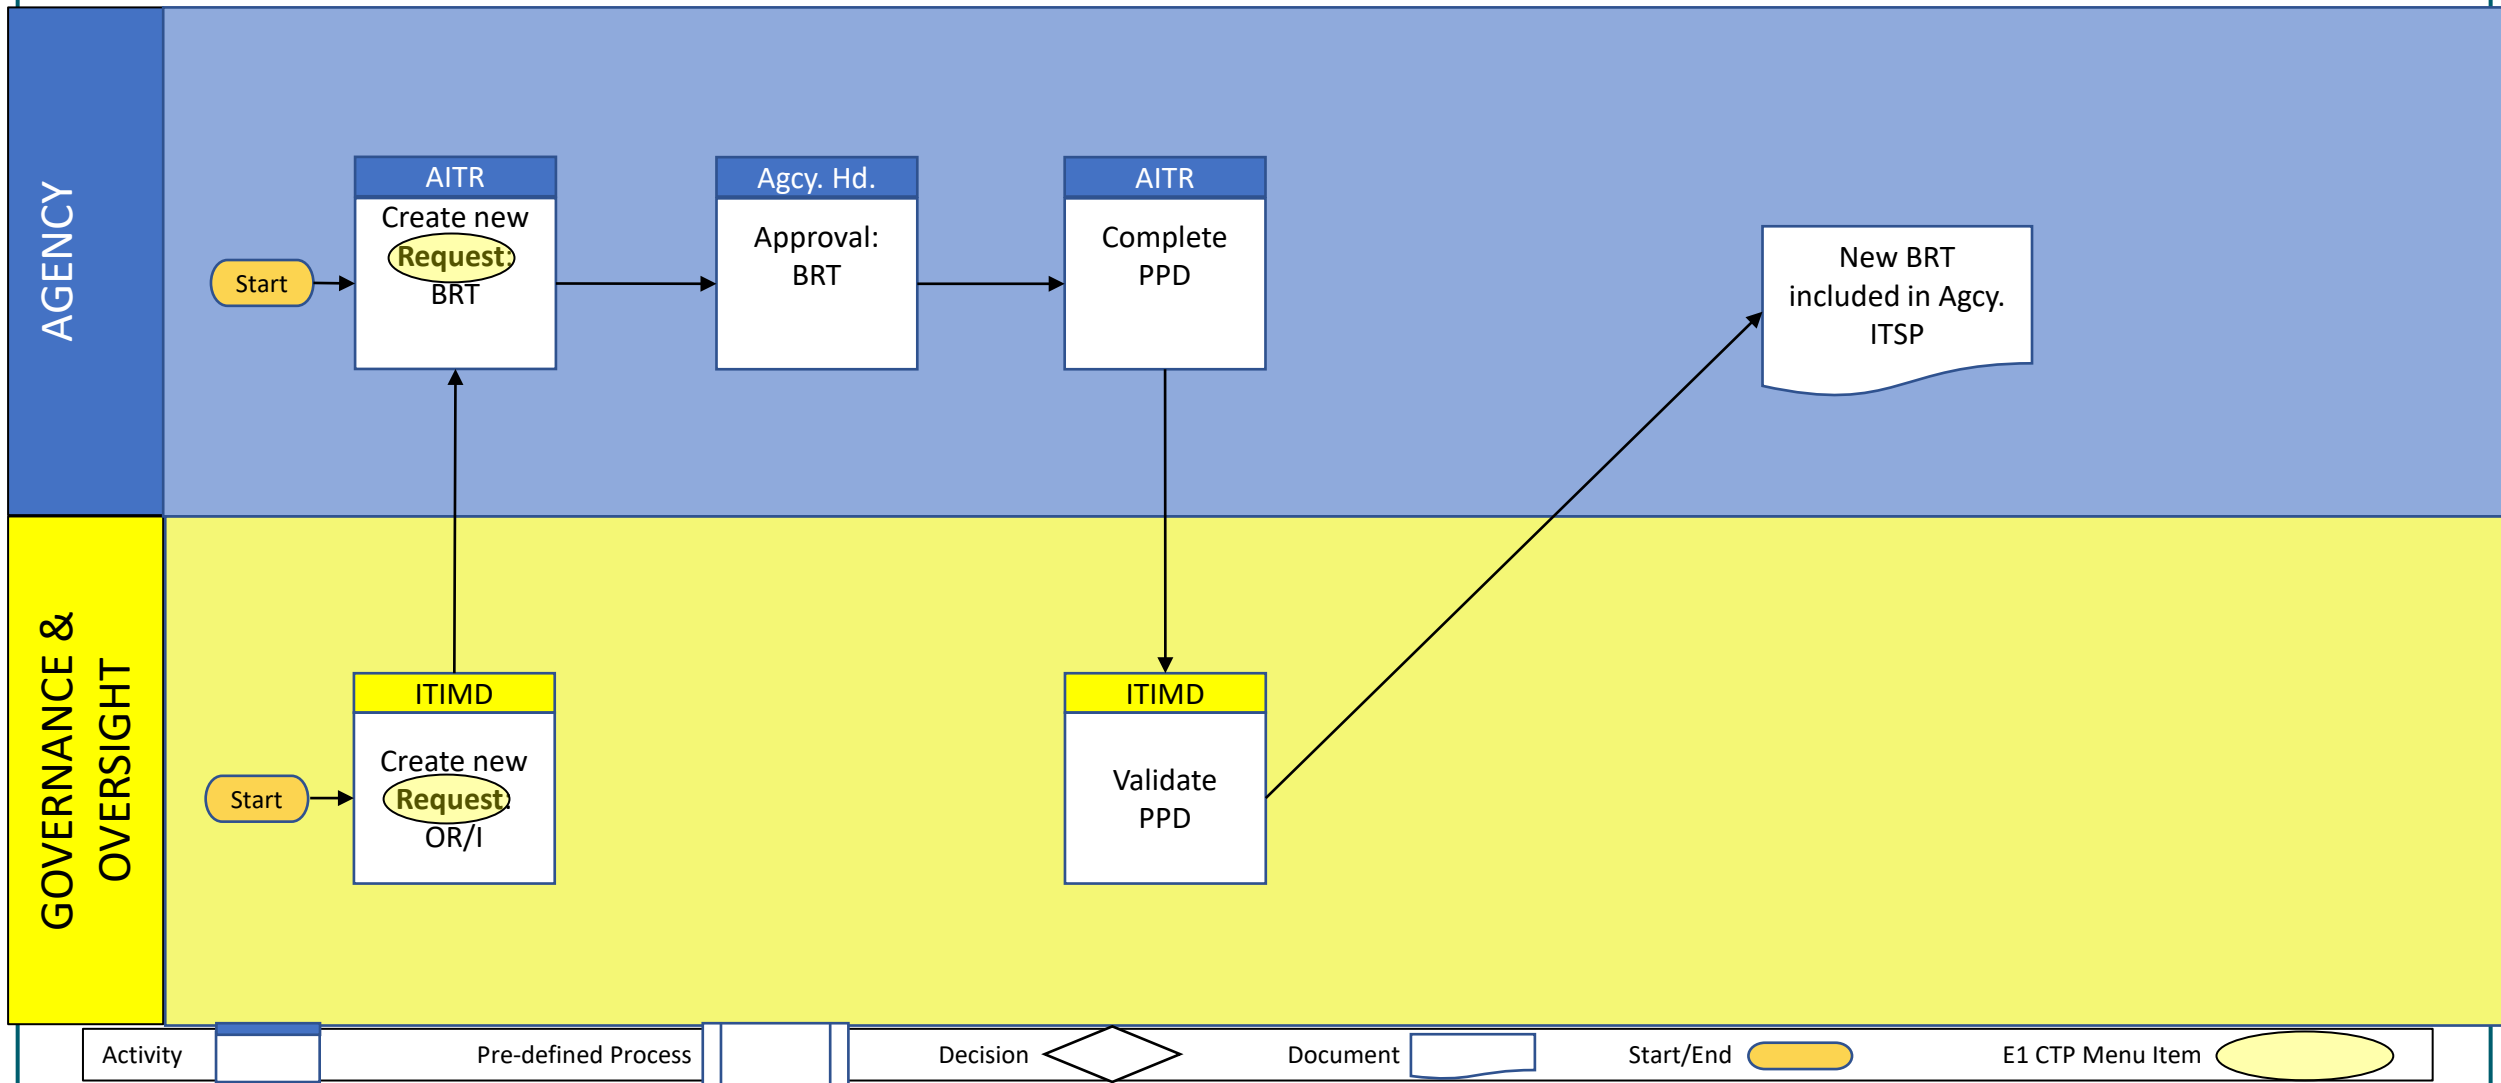 AGENCY
Start
AITR
Create new
Request:
BRT
Agcy. Hd.
Approval:
BRT
AITR
Complete
PPD
New BRT
included in Agcy.
ITSP
GOVERNANCE &
OVERSIGHT
Start
ITIMD
Create new
Request:
OR/I
ITIMD
Validate
PPD
Activity
Pre-defined Process
Decision
Document
Start/End
E1 CTP Menu Item